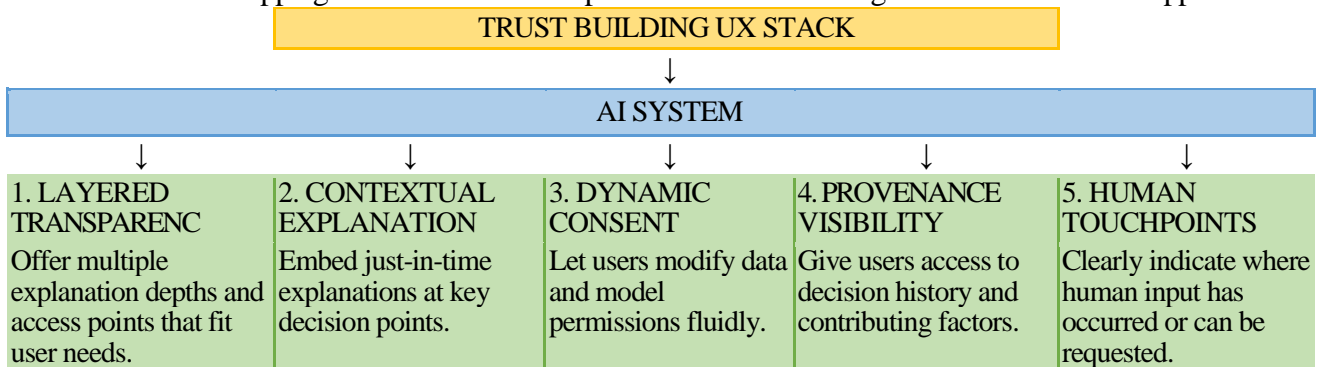 TRUST BUILDING UX STACK
↓
AI SYSTEM
↓ ↓ ↓ ↓ ↓
1. LAYERED
TRANSPARENC
Offer multiple
explanation depths and
access points that fit
user needs.
2. CONTEXTUAL
EXPLANATION
Embed just-in-time
explanations at key
decision points.
3. DYNAMIC
CONSENT
Let users modify data
and model
permissions fluidly.
4. PROVENANCE
VISIBILITY
Give users access to
decision history and
contributing factors.
5. HUMAN
TOUCHPOINTS
Clearly indicate where
human input has
occurred or can be
requested.